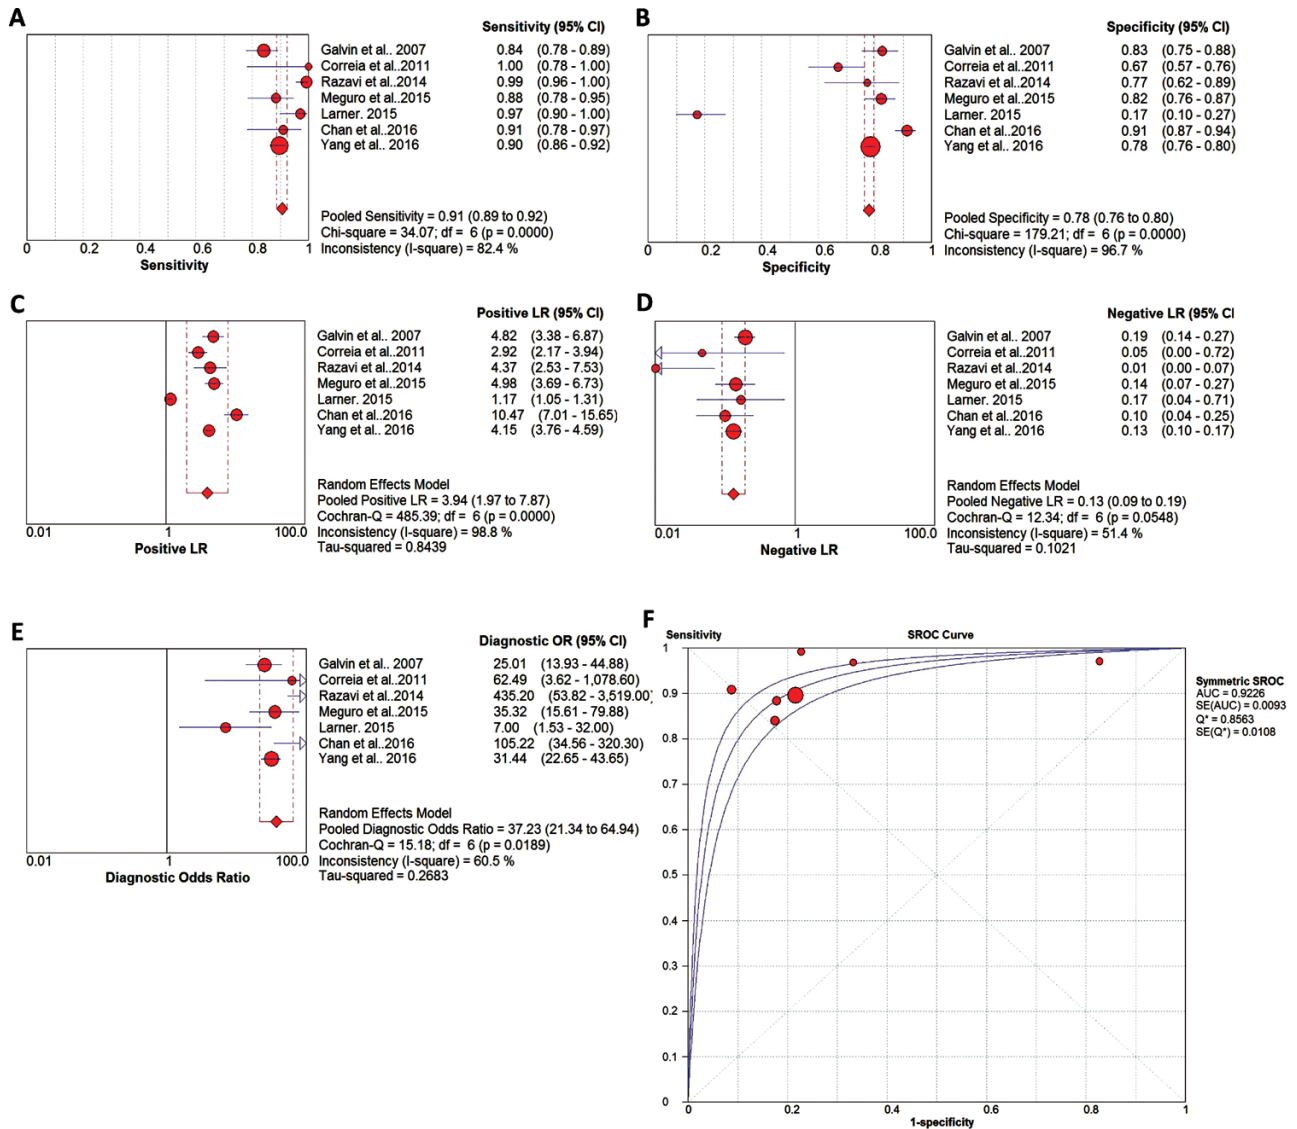 A
Sensitivity (95% CI)
Galvin et al.. 2007 0.84 (0.78 - 0.89)
Correia et al..2011 1.00 (0.78 - 1.00)
Razavi et al..2014 0.99 (0.96 - 1.00)
Meguro et al..2015 0.88 (0.78 - 0.95)
Larner. 2015 0.97 (0.90 - 1.00)
Chan et al..2016 0.91 (0.78 - 0.97)
Yang et al.. 2016 0.90 (0.86 - 0.92)
Pooled Sensitivity = 0.91 (0.89 to 0.92)
Chi-square = 34.07; df = 6 (p = 0.0000)
Inconsistency (I-square) = 82.4 %
0 0.2 0.4 0.6 0.8 1
Sensitivity
B
Specificity (95% CI)
Galvin et al.. 2007 0.83 (0.75 - 0.88)
Correia et al..2011 0.67 (0.57 - 0.76)
Razavi et al..2014 0.77 (0.62 - 0.89)
Meguro et al..2015 0.82 (0.76 - 0.87)
Larner. 2015 0.17 (0.10 - 0.27)
Chan et al..2016 0.91 (0.87 - 0.94)
Yang et al.. 2016 0.78 (0.76 - 0.80)
Pooled Specificity = 0.78 (0.76 to 0.80)
Chi-square = 179.21; df = 6 (p = 0.0000)
Inconsistency (I-square) = 96.7 %
0 0.2 0.4 0.6 0.8 1
Specificity
C
Positive LR (95% CI)
Galvin et al.. 2007 4.82 (3.38 - 6.87)
Correia et al..2011 2.92 (2.17 - 3.94)
Razavi et al..2014 4.37 (2.53 - 7.53)
Meguro et al..2015 4.98 (3.69 - 6.73)
Larner. 2015 1.17 (1.05 - 1.31)
Chan et al..2016 10.47 (7.01 - 15.65)
Yang et al.. 2016 4.15 (3.76 - 4.59)
Random Effects Model
Pooled Positive LR = 3.94 (1.97 to 7.87)
Cochran-Q = 485.39; df = 6 (p = 0.0000)
Inconsistency (I-square) = 98.8 %
Tau-squared = 0.8439
0.01 1 100.0
Positive LR
D
Negative LR (95% CI
Galvin et al.. 2007 0.19 (0.14 - 0.27)
Correia et al..2011 0.05 (0.00 - 0.72)
Razavi et al..2014 0.01 (0.00 - 0.07)
Meguro et al..2015 0.14 (0.07 - 0.27)
Larner. 2015 0.17 (0.04 - 0.71)
Chan et al..2016 0.10 (0.04 - 0.25)
Yang et al.. 2016 0.13 (0.10 - 0.17)
Random Effects Model
Pooled Negative LR = 0.13 (0.09 to 0.19)
Cochran-Q = 12.34; df = 6 (p = 0.0548)
Inconsistency (I-square) = 51.4 %
Tau-squared = 0.1021
0.01 1 100.0
Negative LR
E
Diagnostic OR (95% CI)
Galvin et al.. 2007 25.01 (13.93 - 44.88)
Correia et al..2011 62.49 (3.62 - 1,078.60)
Razavi et al..2014 435.20 (53.82 - 3,519.00)
Meguro et al..2015 35.32 (15.61 - 79.88)
Larner. 2015 7.00 (1.53 - 32.00)
Chan et al..2016 105.22 (34.56 - 320.30)
Yang et al.. 2016 31.44 (22.65 - 43.65)
Random Effects Model
Pooled Diagnostic Odds Ratio = 37.23 (21.34 to 64.94)
Cochran-Q = 15.18; df = 6 (p = 0.0189)
Inconsistency (I-square) = 60.5 %
Tau-squared = 0.2683
0.01 1 100.0
Diagnostic Odds Ratio
F
Sensitivity SROC Curve
1
0.9
0.8
0.7
0.6
0.5
0.4
0.3
0.2
0.1
0
0 0.2 0.4 0.6 0.8 1
1-specificity
Symmetric SROC
AUC = 0.9226
SE(AUC) = 0.0093
Q* = 0.8563
SE(Q*) = 0.0108